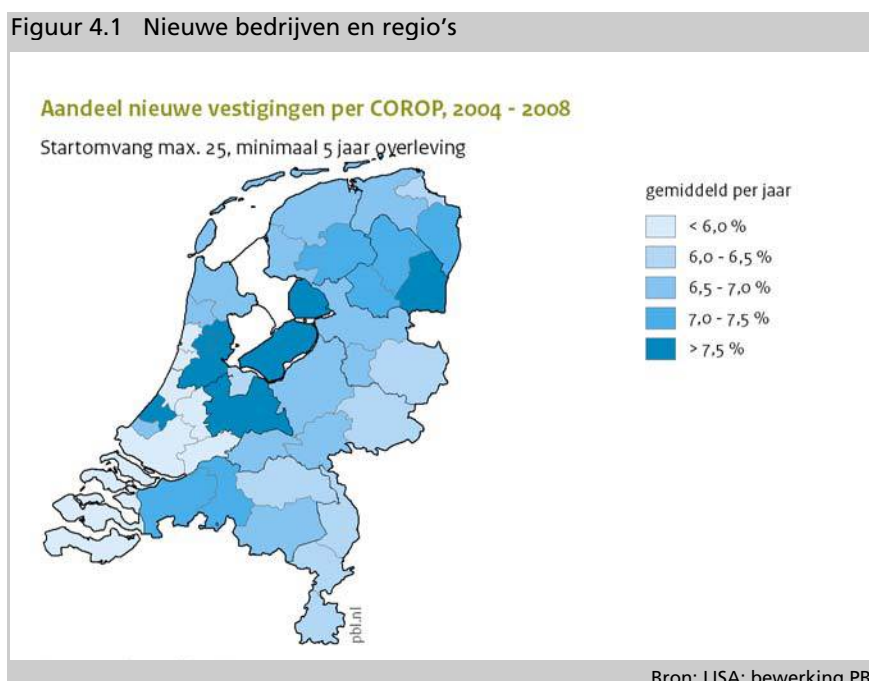 Figuur 4.1 Nieuwe bedrijven en regio's
Aandeel nieuwe vestigingen per COROP, 2004 - 2008
Startomvang max. 25, minimaal 5 jaar overleving
gemiddeld per jaar
< 6,0 %
6,0 - 6,5 %
6,5 - 7,0 %
7,0 - 7,5 %
> 7,5 %
pbl.nl
Bron: LISA; bewerking PB